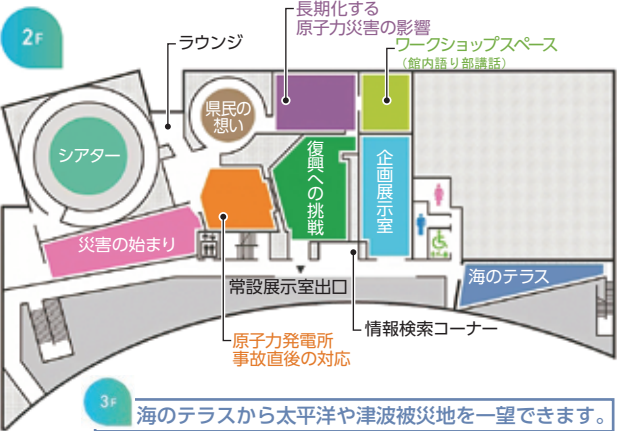 2F
ラウンジ
長期化する
原子力災害の影響
ワークショップスペース
（館内語り部講話）
県民の
想い
シアター
復興への挑戦
企画展示室
災害の始まり
海のテラス
常設展示室出口
情報検索コーナー
原子力発電所
事故直後の対応
3F
海のテラスから太平洋や津波被災地を一望できます。